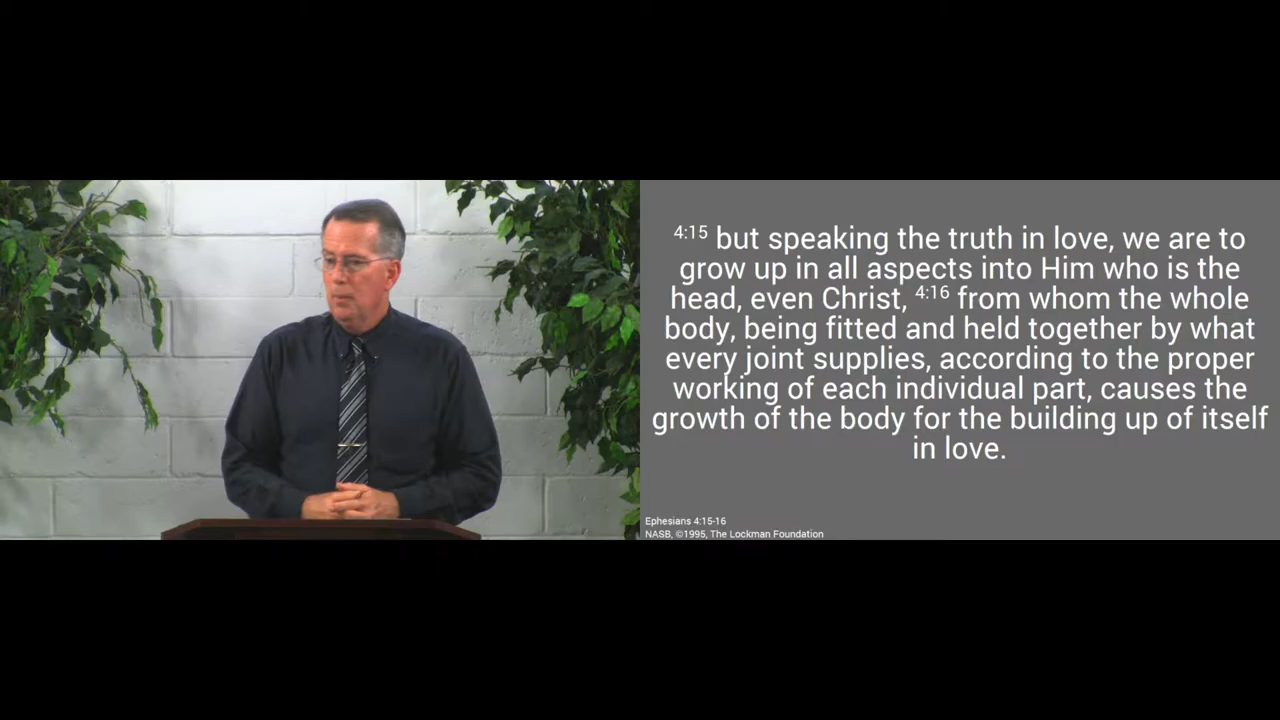 4:15 but speaking the truth in love, we are to
grow up in all aspects into Him who is the
head, even Christ, 4:16 from whom the whole
body, being fitted and held together by what
every joint supplies, according to the proper
working of each individual part, causes the
growth of the body for the building up of itself
in love.
Ephesians 4:15-16
NASB, ©1995, The Lockman Foundation